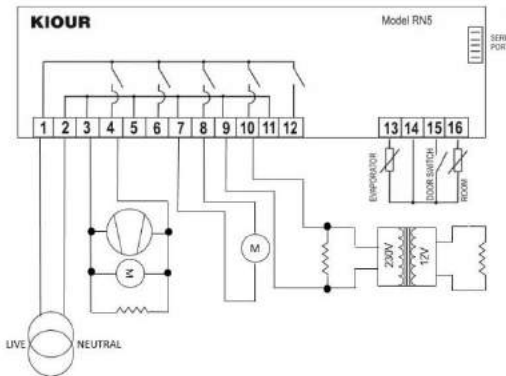 KIOUR
Model RN5
PORT
1 2 3 4 5 6 7 8 9 10 11 12
13 14 15 16
EVAPORATOR
DOOR SWITCH
ROOM
M
M
230V
12V
LIVE
NEUTRAL